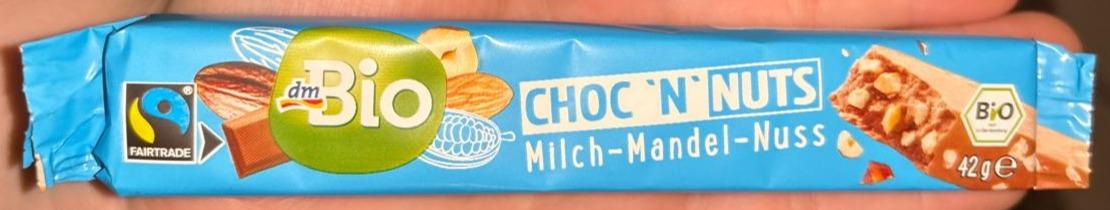 FAIRTRADE
®
dm Bio
CHOC 'N' NUTS
Milch-Mandel-Nuss
BIO
42g e